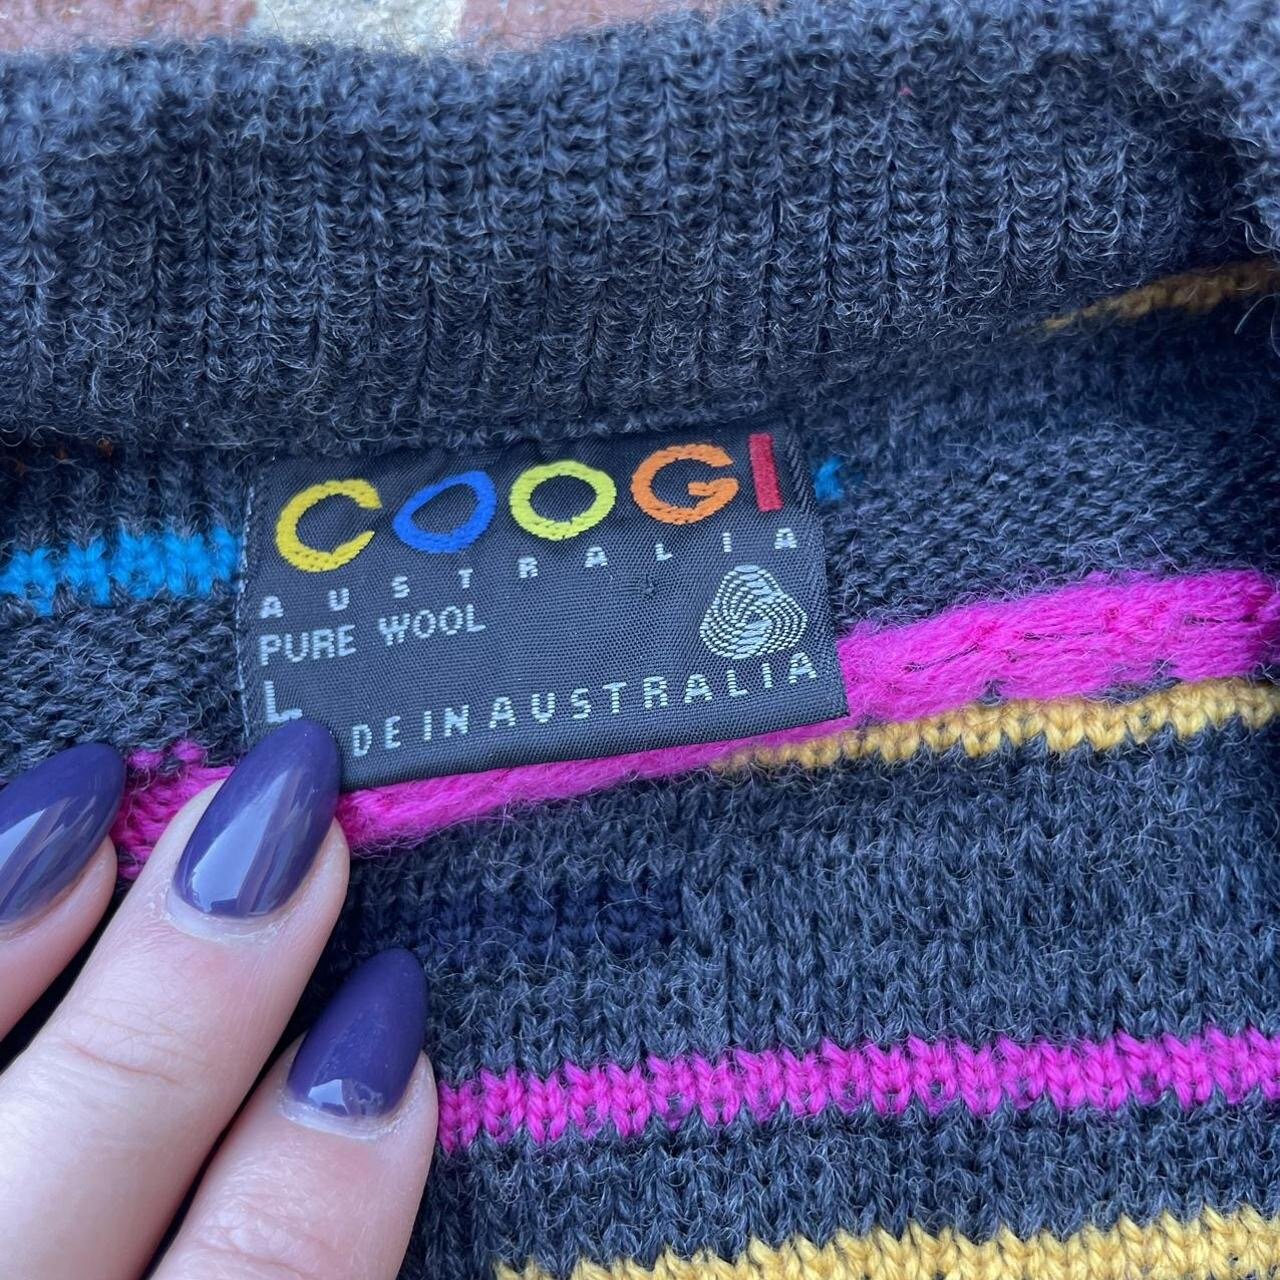 COOGI
AUSTRALIA
PURE WOOL
L
DE IN AUSTRALIA